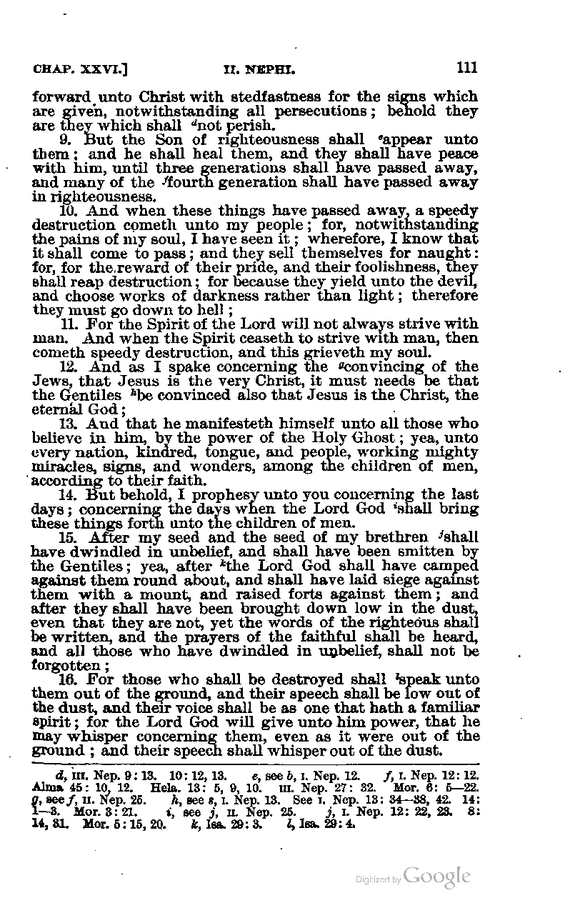 CHAP. XXVI.] II. NEPHI. 111
forward unto Christ with stedfastness for the signs which
are given, notwithstanding all persecutions; behold they
are they which shall dnot perish.
9. But the Son of righteousness shall eappear unto
them; and he shall heal them, and they shall have peace
with him, until three generations shall have passed away,
and many of the ffourth generation shall have passed away
in righteousness.
10. And when these things have passed away, a speedy
destruction cometh unto my people; for, notwithstanding
the pains of my soul, I have seen it; wherefore, I know that
it shall come to pass; and they sell themselves for naught:
for, for the reward of their pride, and their foolishness, they
shall reap destruction; for because they yield unto the devil,
and choose works of darkness rather than light; therefore
they must go down to hell;
11. For the Spirit of the Lord will not always strive with
man. And when the Spirit ceaseth to strive with man, then
cometh speedy destruction, and this grieveth my soul.
12. And as I spake concerning the gconvincing of the
Jews, that Jesus is the very Christ, it must needs be that
the Gentiles hbe convinced also that Jesus is the Christ, the
eternal God;
13. And that he manifesteth himself unto all those who
believe in him, by the power of the Holy Ghost; yea, unto
every nation, kindred, tongue, and people, working mighty
miracles, signs, and wonders, among the children of men,
according to their faith.
14. But behold, I prophesy unto you concerning the last
days; concerning the days when the Lord God ishall bring
these things forth unto the children of men.
15. After my seed and the seed of my brethren jshall
have dwindled in unbelief, and shall have been smitten by
the Gentiles; yea, after kthe Lord God shall have camped
against them round about, and shall have laid siege against
them with a mount, and raised forts against them; and
after they shall have been brought down low in the dust,
even that they are not, yet the words of the righteous shall
be written, and the prayers of the faithful shall be heard,
and all those who have dwindled in unbelief, shall not be
forgotten;
16. For those who shall be destroyed shall lspeak unto
them out of the ground, and their speech shall be low out of
the dust, and their voice shall be as one that hath a familiar
spirit; for the Lord God will give unto him power, that he
may whisper concerning them, even as it were out of the
ground; and their speech shall whisper out of the dust.
d, III. Nep. 9: 13. 10: 12, 13. e, see b, I. Nep. 12. f, I. Nep. 12: 12.
Alma 45: 10, 12. Hela. 13: 5, 9, 10. III. Nep. 27: 32. Mor. 6: 5—22.
g, see f, II. Nep. 25. h, see s, I. Nep. 13. See I. Nep. 13: 34—38, 42. 14:
1—3. Mor. 3: 21. i, see j, II. Nep. 25. j, I. Nep. 12: 22, 23. 8:
14, 31. Mor. 5: 15, 20. k, Isa. 29: 3. l, Isa. 29: 4.
Digitized by Google